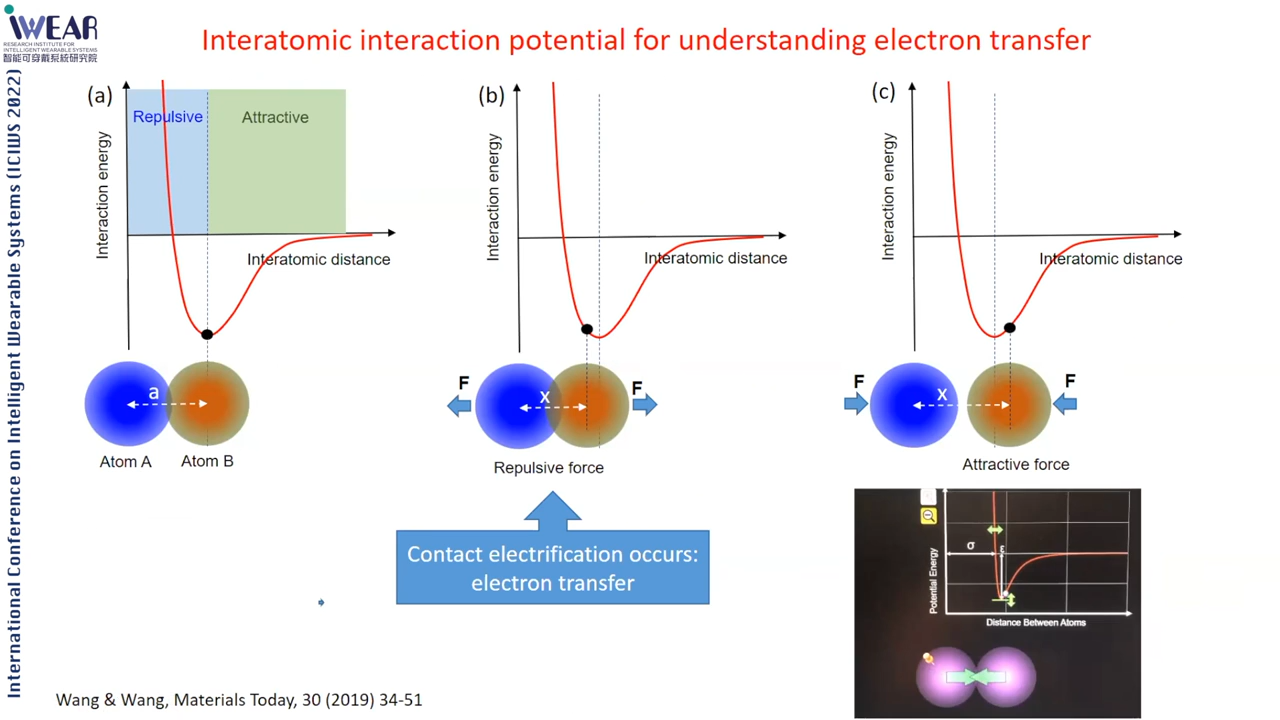 iWEAR
RESEARCH INSTITUTE FOR
INTELLIGENT WEARABLE SYSTEMS
智能可穿戴系統研究院
International Conference on Intelligent Wearable Systems (ICIWS 2022)
Interatomic interaction potential for understanding electron transfer
(a)
Repulsive
Attractive
Interaction energy
Interatomic distance
a
Atom A
Atom B
(b)
Interaction energy
Interatomic distance
F
x
F
Repulsive force
Contact electrification occurs:
electron transfer
(c)
Interaction energy
Interatomic distance
F
x
F
Attractive force
σ
ε
Potential Energy
Distance Between Atoms
Wang & Wang, Materials Today, 30 (2019) 34-51